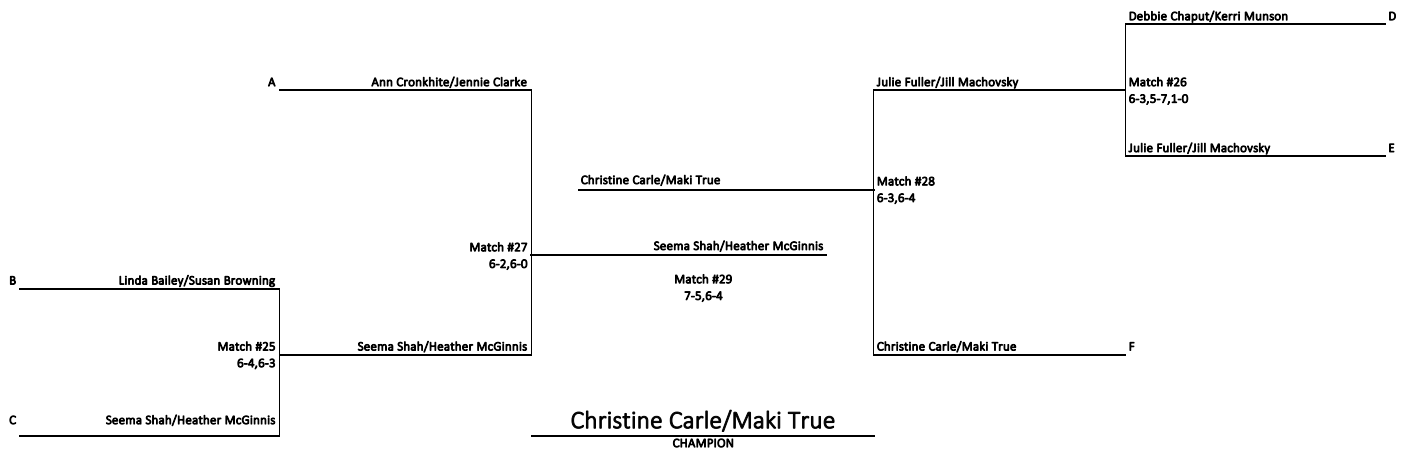 Debbie Chaput/Kerri Munson D
A Ann Cronkhite/Jennie Clarke
Julie Fuller/Jill Machovsky
Match #26
6-3,5-7,1-0
Julie Fuller/Jill Machovsky E
Christine Carle/Maki True
Match #28
6-3,6-4
Match #27
6-2,6-0
Seema Shah/Heather McGinnis
Match #29
7-5,6-4
B Linda Bailey/Susan Browning
Match #25
6-4,6-3
Seema Shah/Heather McGinnis
Christine Carle/Maki True F
C Seema Shah/Heather McGinnis
Christine Carle/Maki True
CHAMPION